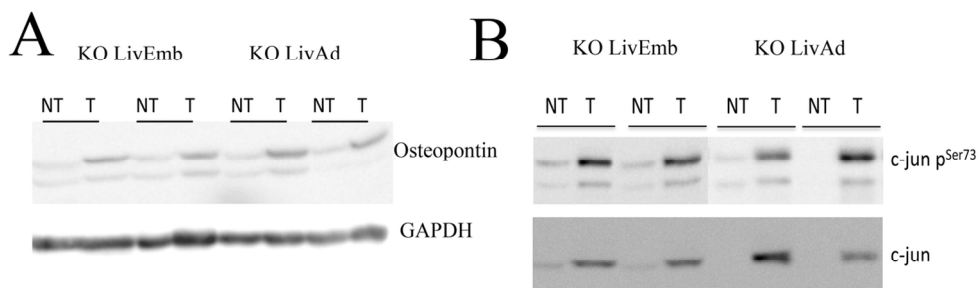 A
KO LivEmb KO LivAd
NT T NT T NT T NT T
Osteopontin
GAPDH
B
KO LivEmb KO LivAd
NT T NT T NT T NT T
c-jun pSer73
c-jun